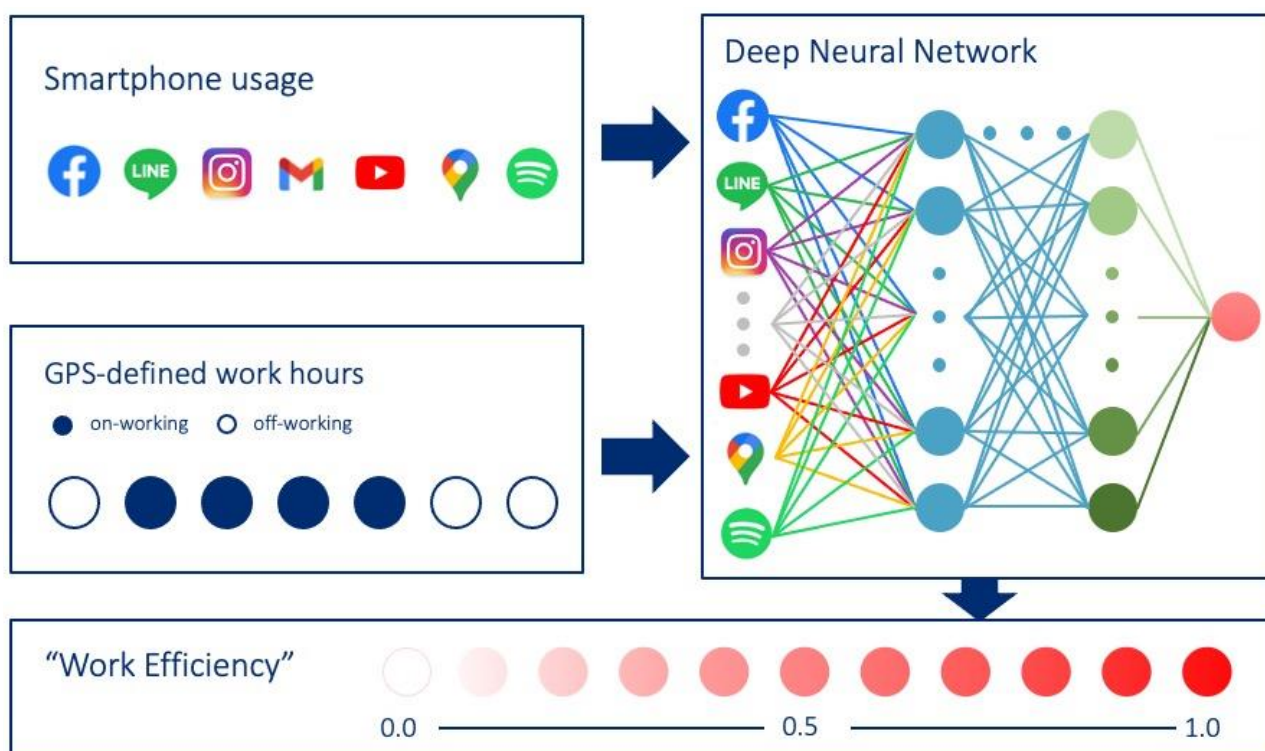 Smartphone usage
LINE
GPS-defined work hours
on-working off-working
Deep Neural Network
LINE
“Work Efficiency”
0.0 0.5 1.0